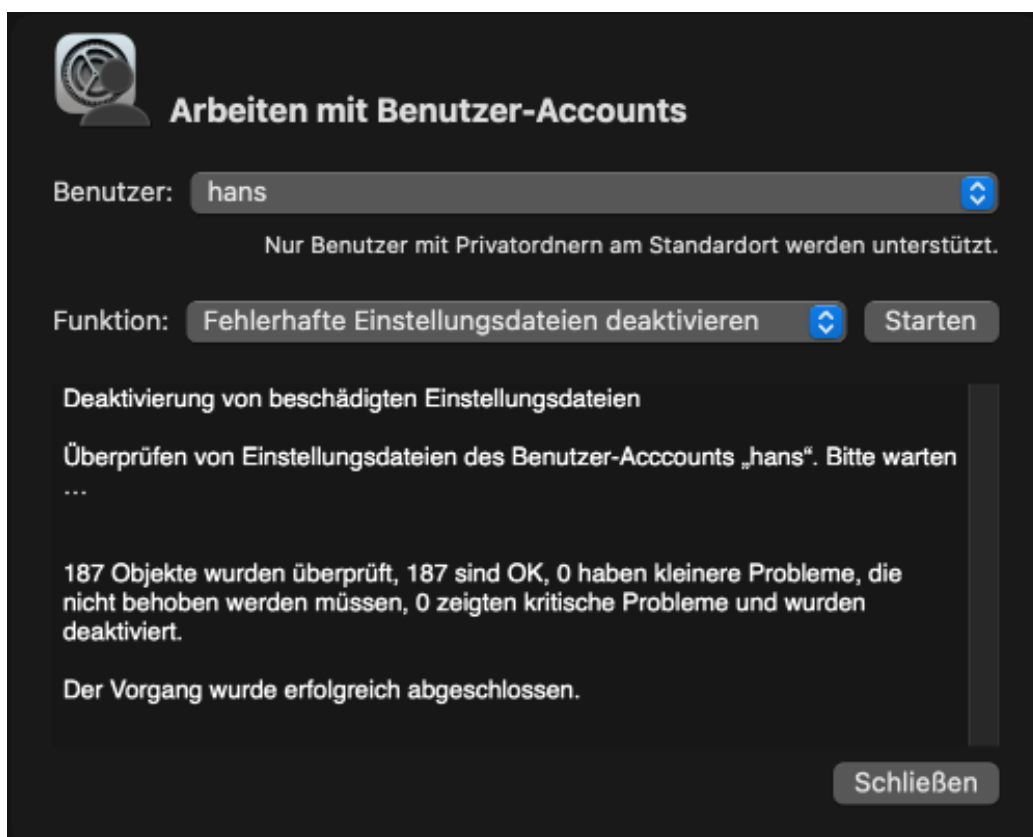 Arbeiten mit Benutzer-Accounts
Benutzer: hans
Nur Benutzer mit Privatordnern am Standardort werden unterstützt.
Funktion: Fehlerhafte Einstellungsdateien deaktivieren Starten
Deaktivierung von beschädigten Einstellungsdateien
Überprüfen von Einstellungsdateien des Benutzer-Acccounts „hans“. Bitte warten
…
187 Objekte wurden überprüft, 187 sind OK, 0 haben kleinere Probleme, die
nicht behoben werden müssen, 0 zeigten kritische Probleme und wurden
deaktiviert.
Der Vorgang wurde erfolgreich abgeschlossen.
Schließen